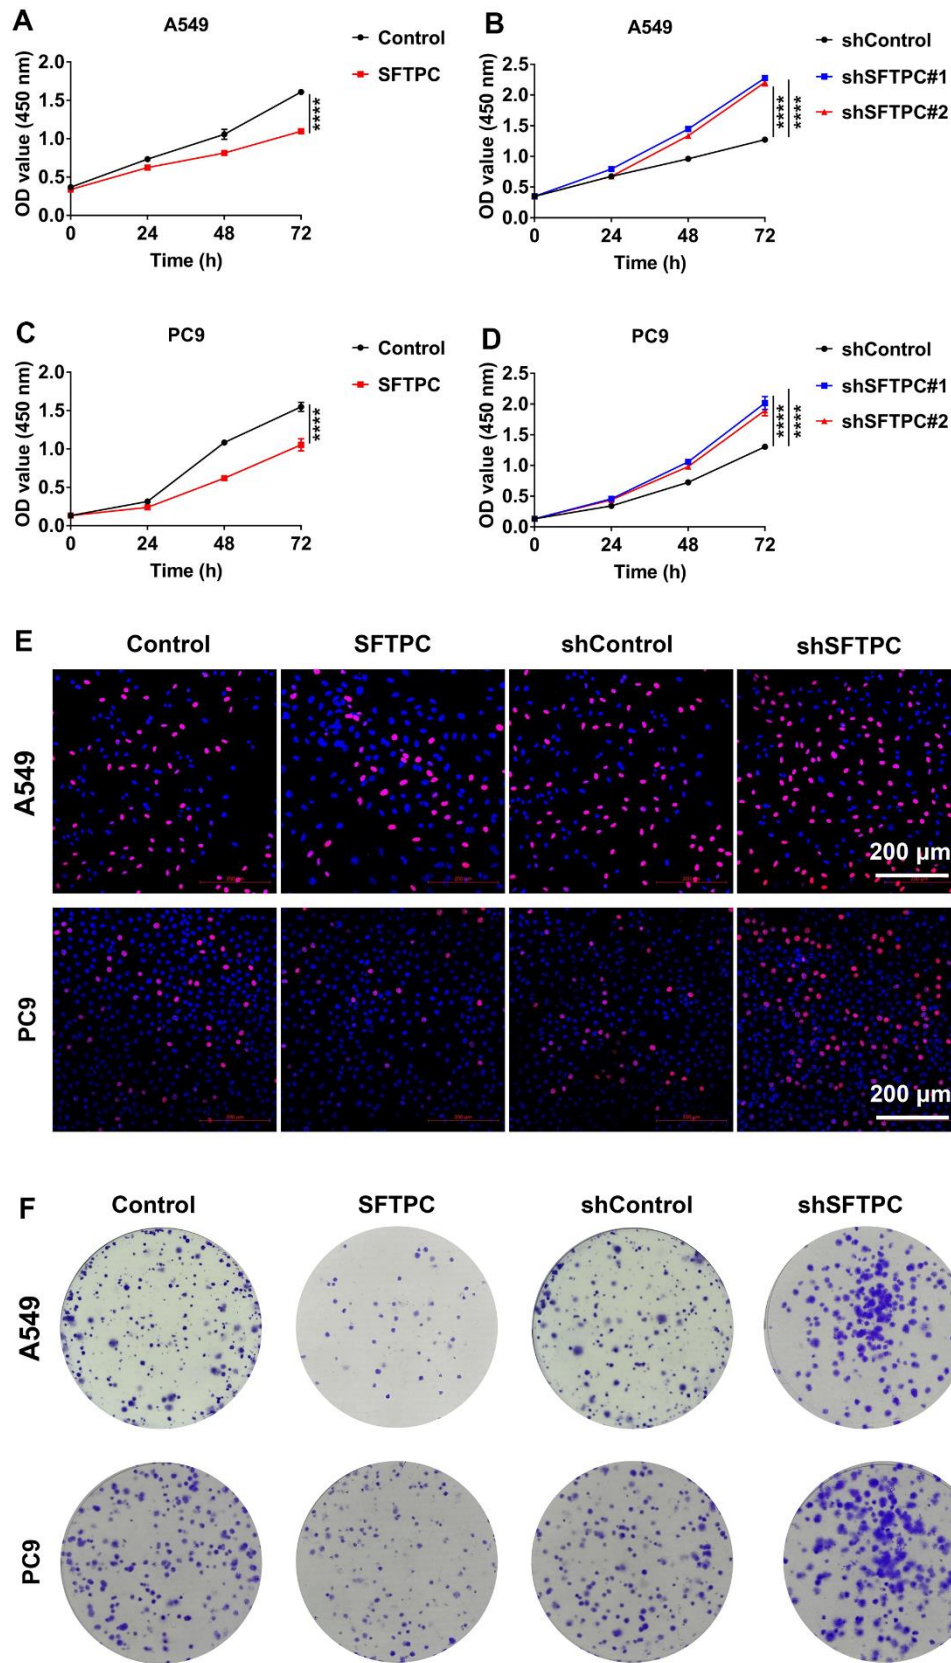 A
A549
Control
SFTPC
OD value (450 nm)
2.0
1.5
1.0
0.5
0.0
0 24 48 72
Time (h)
****
B
A549
shControl
shSFTPC#1
shSFTPC#2
OD value (450 nm)
2.5
2.0
1.5
1.0
0.5
0.0
0 24 48 72
Time (h)
**** ****
C
PC9
Control
SFTPC
OD value (450 nm)
2.0
1.5
1.0
0.5
0.0
0 24 48 72
Time (h)
****
D
PC9
shControl
shSFTPC#1
shSFTPC#2
OD value (450 nm)
2.5
2.0
1.5
1.0
0.5
0.0
0 24 48 72
Time (h)
**** ****
E
Control SFTPC shControl shSFTPC
A549
200 μm
PC9
200 μm
F
Control SFTPC shControl shSFTPC
A549
PC9